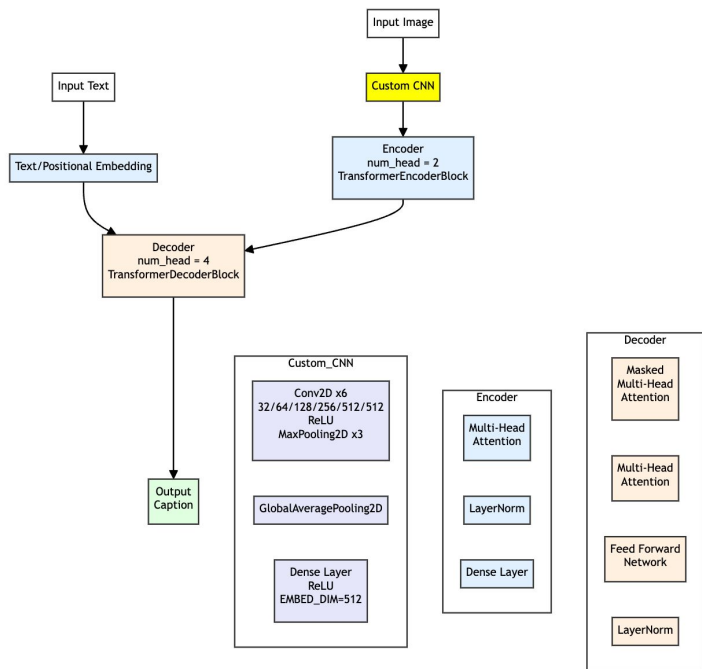 Input Image
Input Text
Custom CNN
Text/Positional Embedding
Encoder
num_head = 2
TransformerEncoderBlock
Decoder
num_head = 4
TransformerDecoderBlock
Output
Caption
Custom_CNN
Conv2D x6
32/64/128/256/512/512
ReLU
MaxPooling2D x3
GlobalAveragePooling2D
Dense Layer
ReLU
EMBED_DIM=512
Encoder
Multi-Head
Attention
LayerNorm
Dense Layer
Decoder
Masked
Multi-Head
Attention
Multi-Head
Attention
Feed Forward
Network
LayerNorm